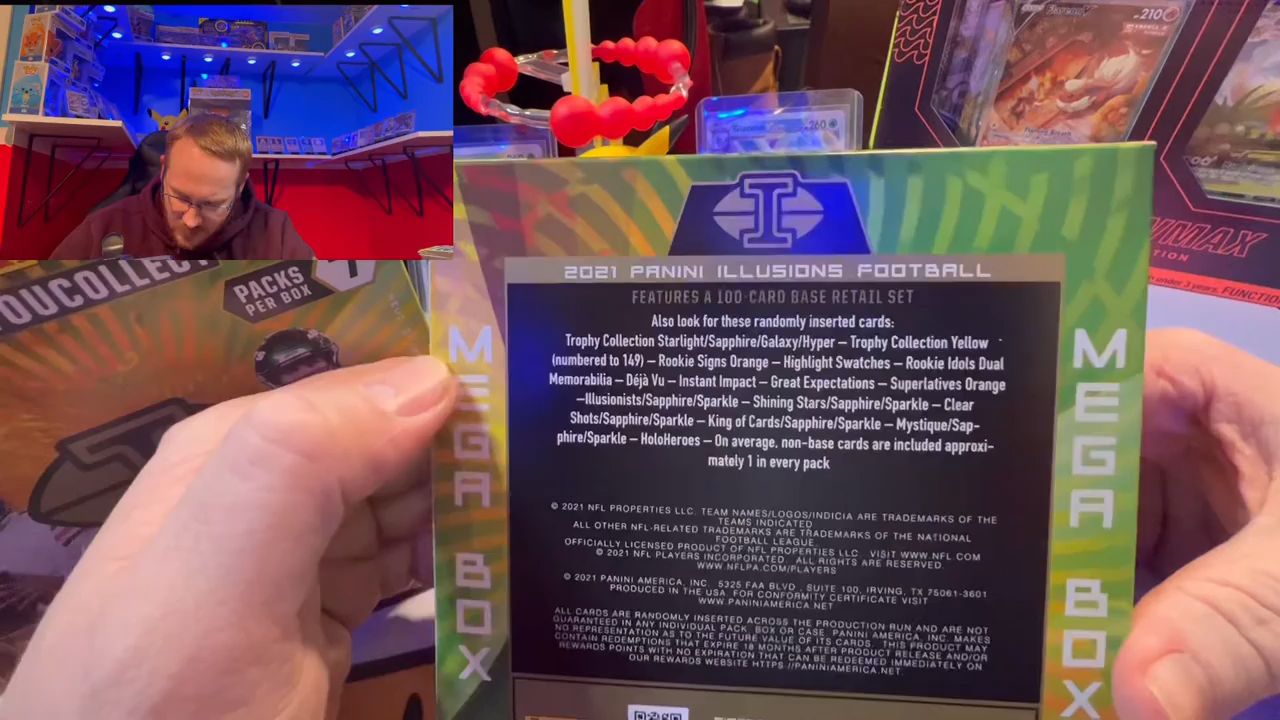 OUCOLLECT
PACKS
PER BOX
I
2021 PANINI ILLUSIONS FOOTBALL
FEATURES A 100-CARD BASE RETAIL SET
Also look for these randomly inserted cards:
Trophy Collection Starlight/Sapphire/Galaxy/Hyper – Trophy Collection Yellow
(numbered to 149) – Rookie Signs Orange – Highlight Swatches – Rookie Idols Dual
Memorabilia – Déjà Vu – Instant Impact – Great Expectations – Superlatives Orange
–Illusionists/Sapphire/Sparkle – Shining Stars/Sapphire/Sparkle – Clear
Shots/Sapphire/Sparkle – King of Cards/Sapphire/Sparkle – Mystique/Sap-
phire/Sparkle – HoloHeroes – On average, non-base cards are included approxi-
mately 1 in every pack
© 2021 NFL PROPERTIES LLC. TEAM NAMES/LOGOS/INDICIA ARE TRADEMARKS OF THE
TEAMS INDICATED
ALL OTHER NFL-RELATED TRADEMARKS ARE TRADEMARKS OF THE NATIONAL
FOOTBALL LEAGUE
OFFICIALLY LICENSED PRODUCT OF NFL PROPERTIES LLC VISIT WWW.NFL.COM
© 2021 NFL PLAYERS INCORPORATED. ALL RIGHTS ARE RESERVED
WWW.NFLPA.COM/PLAYERS
© 2021 PANINI AMERICA, INC. 5325 FAA BLVD., SUITE 100, IRVING, TX 75061-3601
PRODUCED IN THE USA. FOR CONFORMITY CERTIFICATE VISIT
WWW.PANINIAMERICA.NET
ALL CARDS ARE RANDOMLY INSERTED ACROSS THE PRODUCTION RUN AND ARE NOT
GUARANTEED IN ANY INDIVIDUAL PACK, BOX OR CASE. PANINI AMERICA, INC. MAKES
NO REPRESENTATION AS TO THE FUTURE VALUE OF ITS CARDS. THIS PRODUCT MAY
CONTAIN REDEMPTIONS THAT EXPIRE 18 MONTHS AFTER PRODUCT RELEASE AND/OR
REWARDS POINTS WITH NO EXPIRATION THAT CAN BE REDEEMED IMMEDIATELY ON
OUR REWARDS WEBSITE HTTPS://PANINIAMERICA.NET
MEGA BOX
MEGA BOX
Flareon
210
260
MAX
under 3 years.